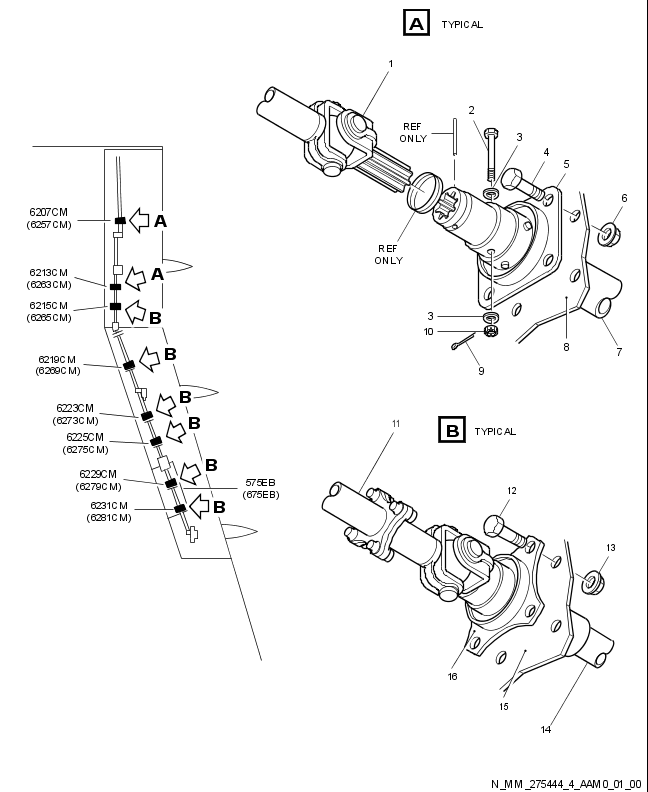 A TYPICAL
1
2
3
4
5
6
REF
ONLY
REF
ONLY
3
10
9
8
7
6207CM
(6257CM)
A
6213CM
(6263CM)
A
6215CM
(6265CM)
B
6219CM
(6269CM)
B
6223CM
(6273CM)
B
6225CM
(6275CM)
B
6229CM
(6279CM)
B
575EB
(675EB)
6231CM
(6281CM)
B
B TYPICAL
11
12
13
16
15
14
N_MM_275444_4_AAM0_01_00